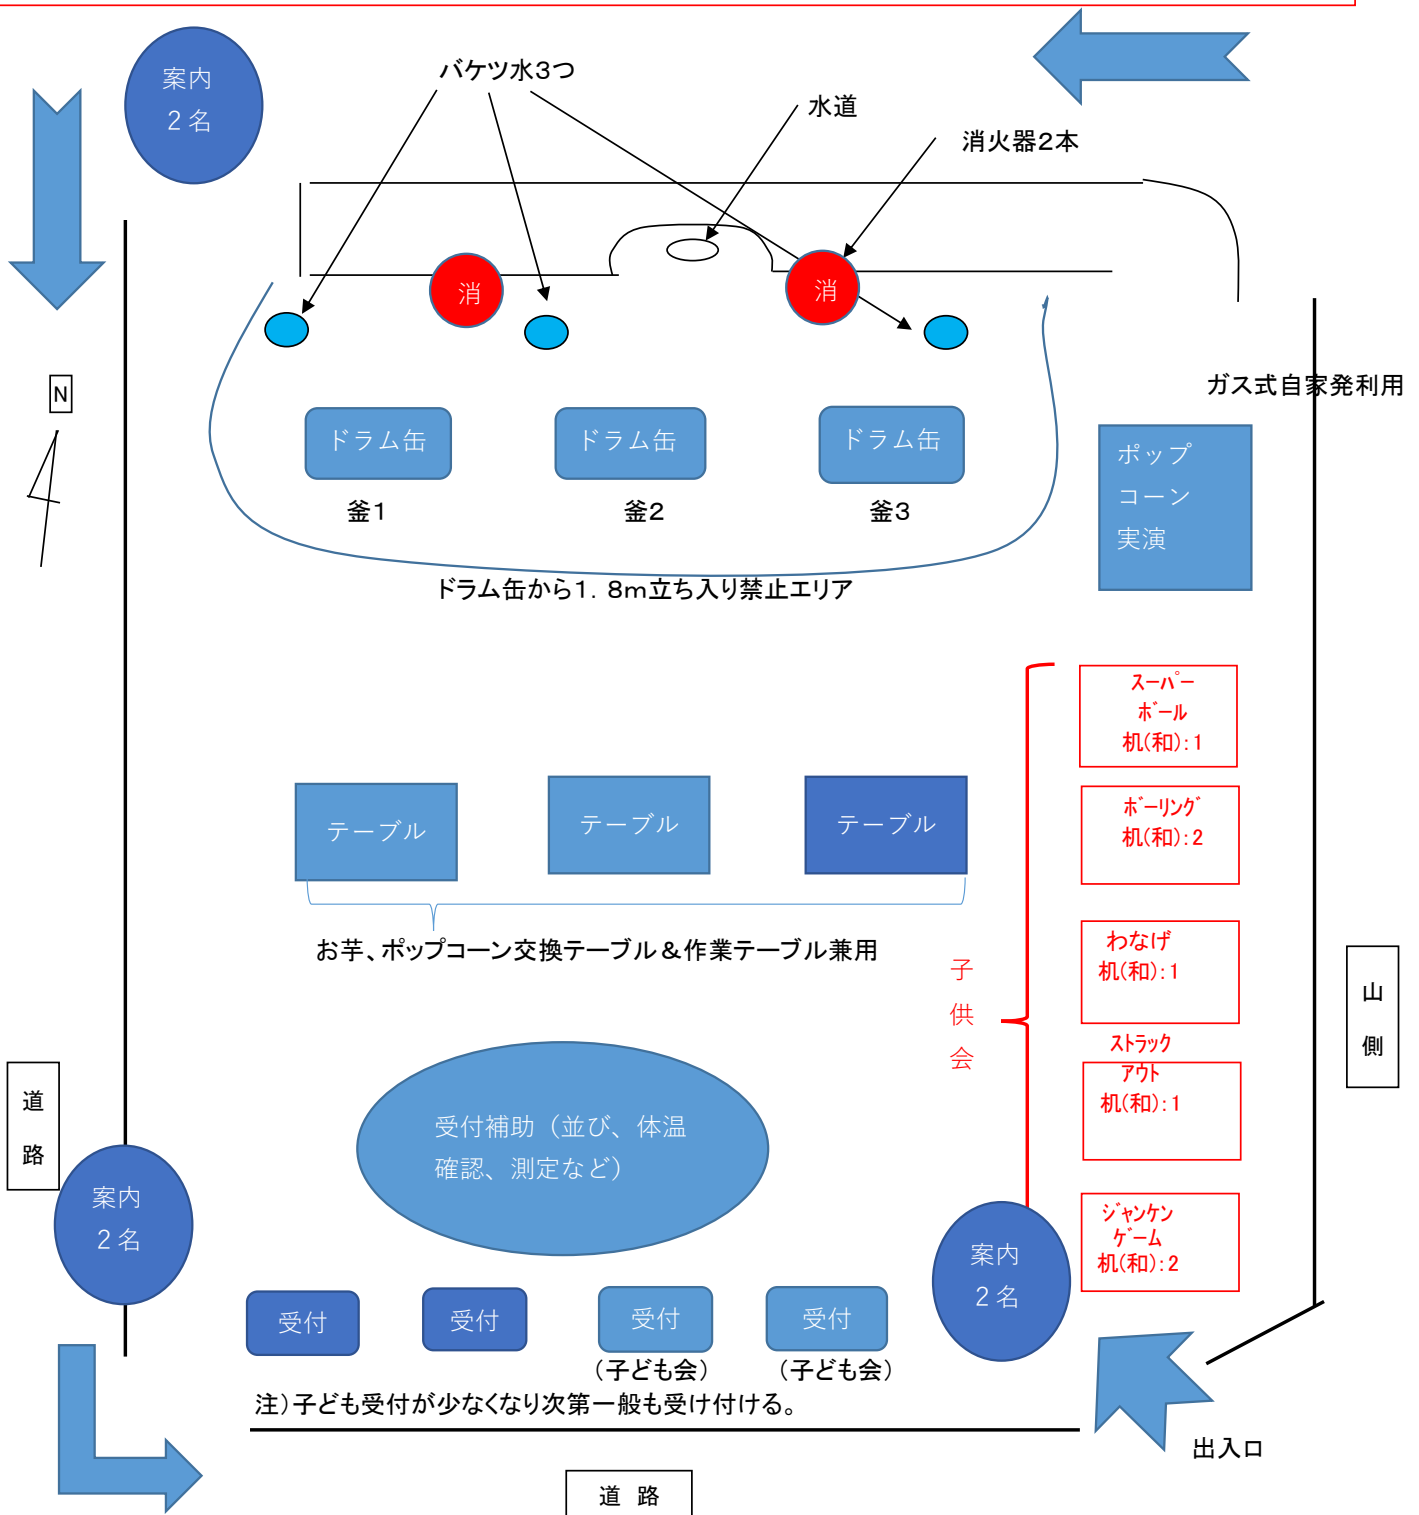 案内
２名
バケツ水3つ
水道
消火器2本
消
消
N
ガス式自家発利用
ドラム缶
ドラム缶
ドラム缶
釜1
釜2
釜3
ポップ
コーン
実演
ドラム缶から1．8m立ち入り禁止エリア
ｽｰﾊﾟｰ
ﾎﾞｰﾙ
机(和):1
ﾎﾞｰﾘﾝｸﾞ
机(和):2
テーブル
テーブル
テーブル
お芋、ポップコーン交換テーブル＆作業テーブル兼用
わなげ
机(和):1
子
供
会
ｽﾄﾗｯｸ
ｱｳﾄ
机(和):1
山
側
道
路
受付補助（並び、体温
確認、測定など）
案内
２名
ｼﾞｬﾝｹﾝ
ｹﾞｰﾑ
机(和):2
案内
２名
受付
受付
受付
受付
（子ども会）
（子ども会）
注）子ども受付が少なくなり次第一般も受け付ける。
出入口
道 路